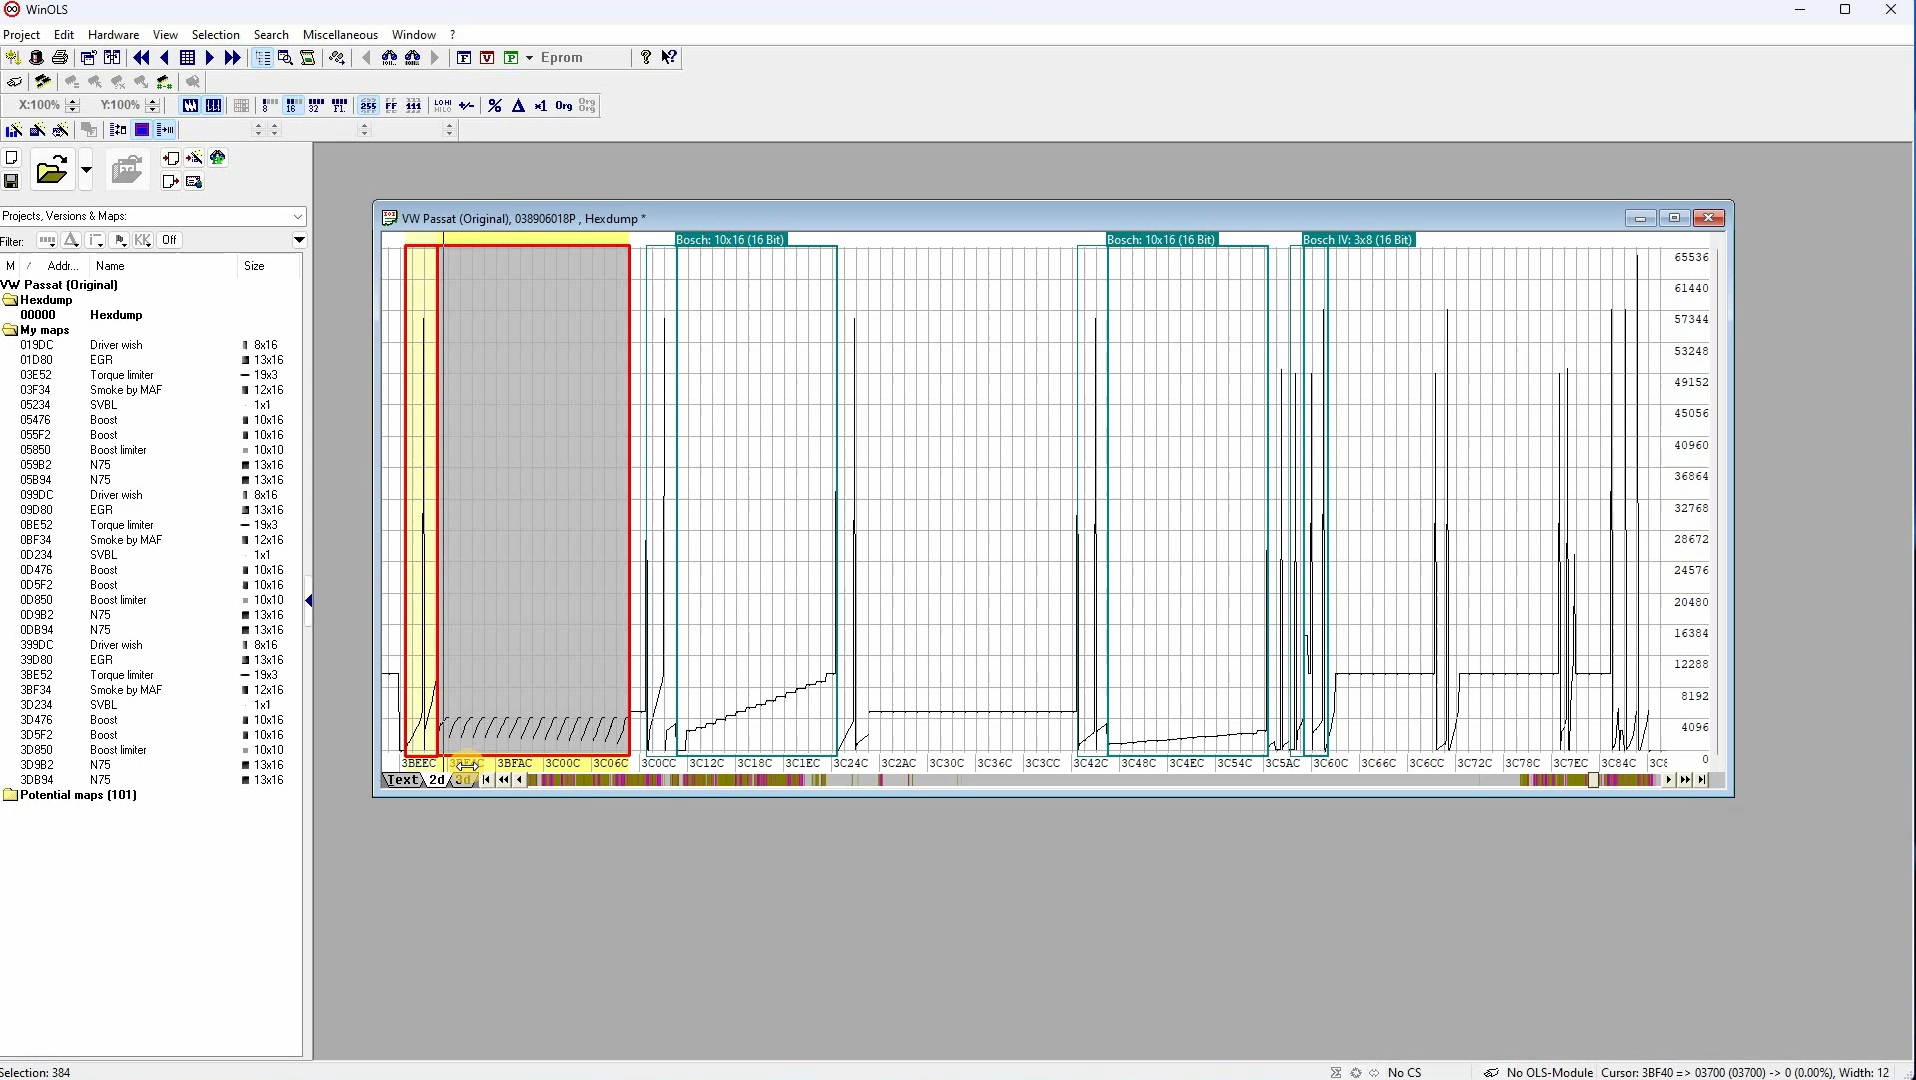 WinOLS
Project Edit Hardware View Selection Search Miscellaneous Window ?
Eprom
X:100% Y:100%
Projects, Versions & Maps:
Filter: Off
M / Addr... Name Size
VW Passat (Original)
Hexdump
00000 Hexdump
My maps
019DC Driver wish 8x16
01D80 EGR 13x16
03E52 Torque limiter 19x3
03F34 Smoke by MAF 12x16
05234 SVBL 1x1
05476 Boost 10x16
055F2 Boost 10x16
05850 Boost limiter 10x10
059B2 N75 13x16
05B94 N75 13x16
099DC Driver wish 8x16
09D80 EGR 13x16
0BE52 Torque limiter 19x3
0BF34 Smoke by MAF 12x16
0D234 SVBL 1x1
0D476 Boost 10x16
0D5F2 Boost 10x16
0D850 Boost limiter 10x10
0D9B2 N75 13x16
0DB94 N75 13x16
399DC Driver wish 8x16
39D80 EGR 13x16
3BE52 Torque limiter 19x3
3BF34 Smoke by MAF 12x16
3D234 SVBL 1x1
3D476 Boost 10x16
3D5F2 Boost 10x16
3D850 Boost limiter 10x10
3D9B2 N75 13x16
3DB94 N75 13x16
Potential maps (101)
VW Passat (Original), 038906018P , Hexdump *
Bosch: 10x16 (16 Bit) Bosch: 10x16 (16 Bit) Bosch IV: 3x8 (16 Bit)
65536
61440
57344
53248
49152
45056
40960
36864
32768
28672
24576
20480
16384
12288
8192
4096
0
3BEEC 3BFAC 3C00C 3C06C 3C0CC 3C12C 3C18C 3C1EC 3C24C 3C2AC 3C30C 3C36C 3C3CC 3C42C 3C48C 3C4EC 3C54C 3C5AC 3C60C 3C66C 3C6CC 3C72C 3C78C 3C7EC 3C84C
Text 2d 3d
Selection: 384
No CS No OLS-Module Cursor: 3BF40 => 03700 (03700) -> 0 (0.00%), Width: 12